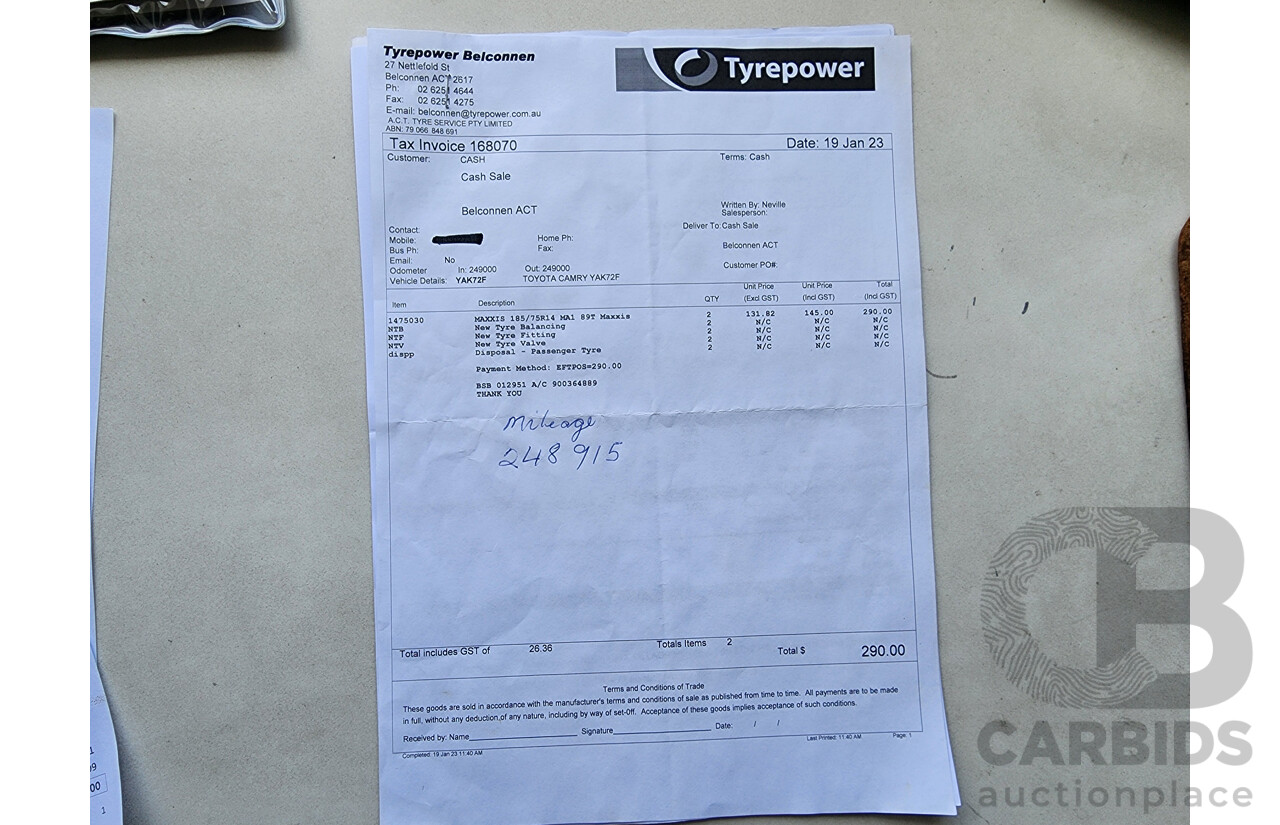 Tyrepower Belconnen
27 Nettlefold St
Belconnen ACT 2617
Ph: 02 6251 4644
Fax: 02 6251 4275
E-mail: belconnen@tyrepower.com.au
A.C.T. TYRE SERVICE PTY LIMITED
ABN: 79 066 848 691
Tyrepower
Tax Invoice 168070 Date: 19 Jan 23
Customer: CASH Terms: Cash
Cash Sale
Belconnen ACT
Written By: Neville
Salesperson:
Contact: Deliver To: Cash Sale
Mobile: Home Ph:
Bus Ph: Fax: Belconnen ACT
Email: No
Odometer In: 249000 Out: 249000 Customer PO#:
Vehicle Details: YAK72F TOYOTA CAMRY YAK72F
Item Description QTY Unit Price (Excl GST) Unit Price (Incl GST) Total (Incl GST)
1475030 MAXXIS 185/75R14 MA1 89T Maxxis 2 131.82 145.00 290.00
NTB New Tyre Balancing 2 N/C N/C N/C
NTF New Tyre Fitting 2 N/C N/C N/C
NTV New Tyre Valve 2 N/C N/C N/C
dispp Disposal - Passenger Tyre 2 N/C N/C N/C
Payment Method: EFTPOS=290.00
BSB 012951 A/C 900364889
THANK YOU
Mileage
248 915
Total includes GST of 26.36 Totals Items 2 Total $ 290.00
Terms and Conditions of Trade
These goods are sold in accordance with the manufacturer's terms and conditions of sale as published from time to time. All payments are to be made
in full, without any deduction,of any nature, including by way of set-Off. Acceptance of these goods implies acceptance of such conditions.
Received by: Name Signature Date: / /
Completed: 19 Jan 23 11:40 AM Last Printed: 11:40 AM Page: 1
00
1
CB
CARBIDS
auctionplace